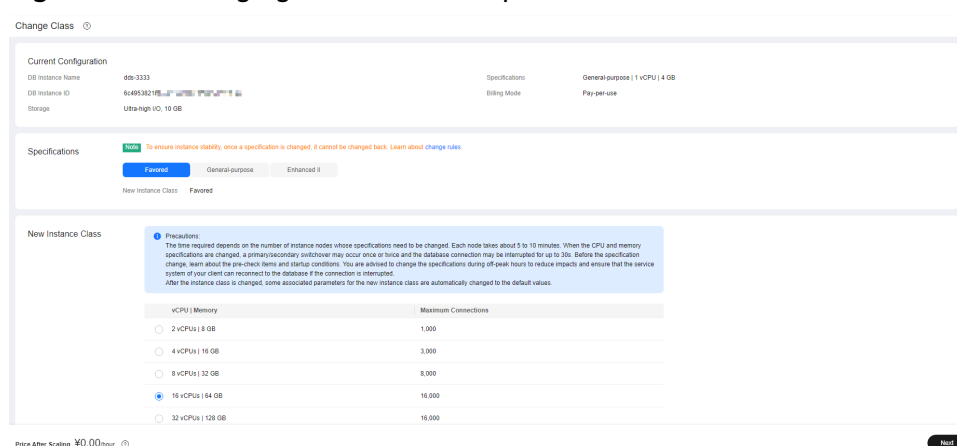 Change Class
Current Configuration
DB Instance Name dds-3333 Specifications General-purpose | 1 vCPU | 4 GB
DB Instance ID 6c4953821f Billing Mode Pay-per-use
Storage Ultra-high I/O, 10 GB
Specifications
Note To ensure instance stability, once a specification is changed, it cannot be changed back. Learn about change rules.
Favored General-purpose Enhanced II
New Instance Class Favored
New Instance Class
Precautions:
The time required depends on the number of instance nodes whose specifications need to be changed. Each node takes about 5 to 10 minutes. When the CPU and memory
specifications are changed, a primary/secondary switchover may occur once or twice and the database connection may be interrupted for up to 30s. Before the specification
change, learn about the pre-check items and startup conditions. You are advised to change the specifications during off-peak hours to reduce impacts and ensure that the service
system of your client can reconnect to the database if the connection is interrupted.
After the instance class is changed, some associated parameters for the new instance class are automatically changed to the default values.
vCPU | Memory Maximum Connections
2 vCPUs | 8 GB 1,000
4 vCPUs | 16 GB 3,000
8 vCPUs | 32 GB 8,000
16 vCPUs | 64 GB 16,000
32 vCPUs | 128 GB 16,000
Price After Scaling ¥0.00/hour Next